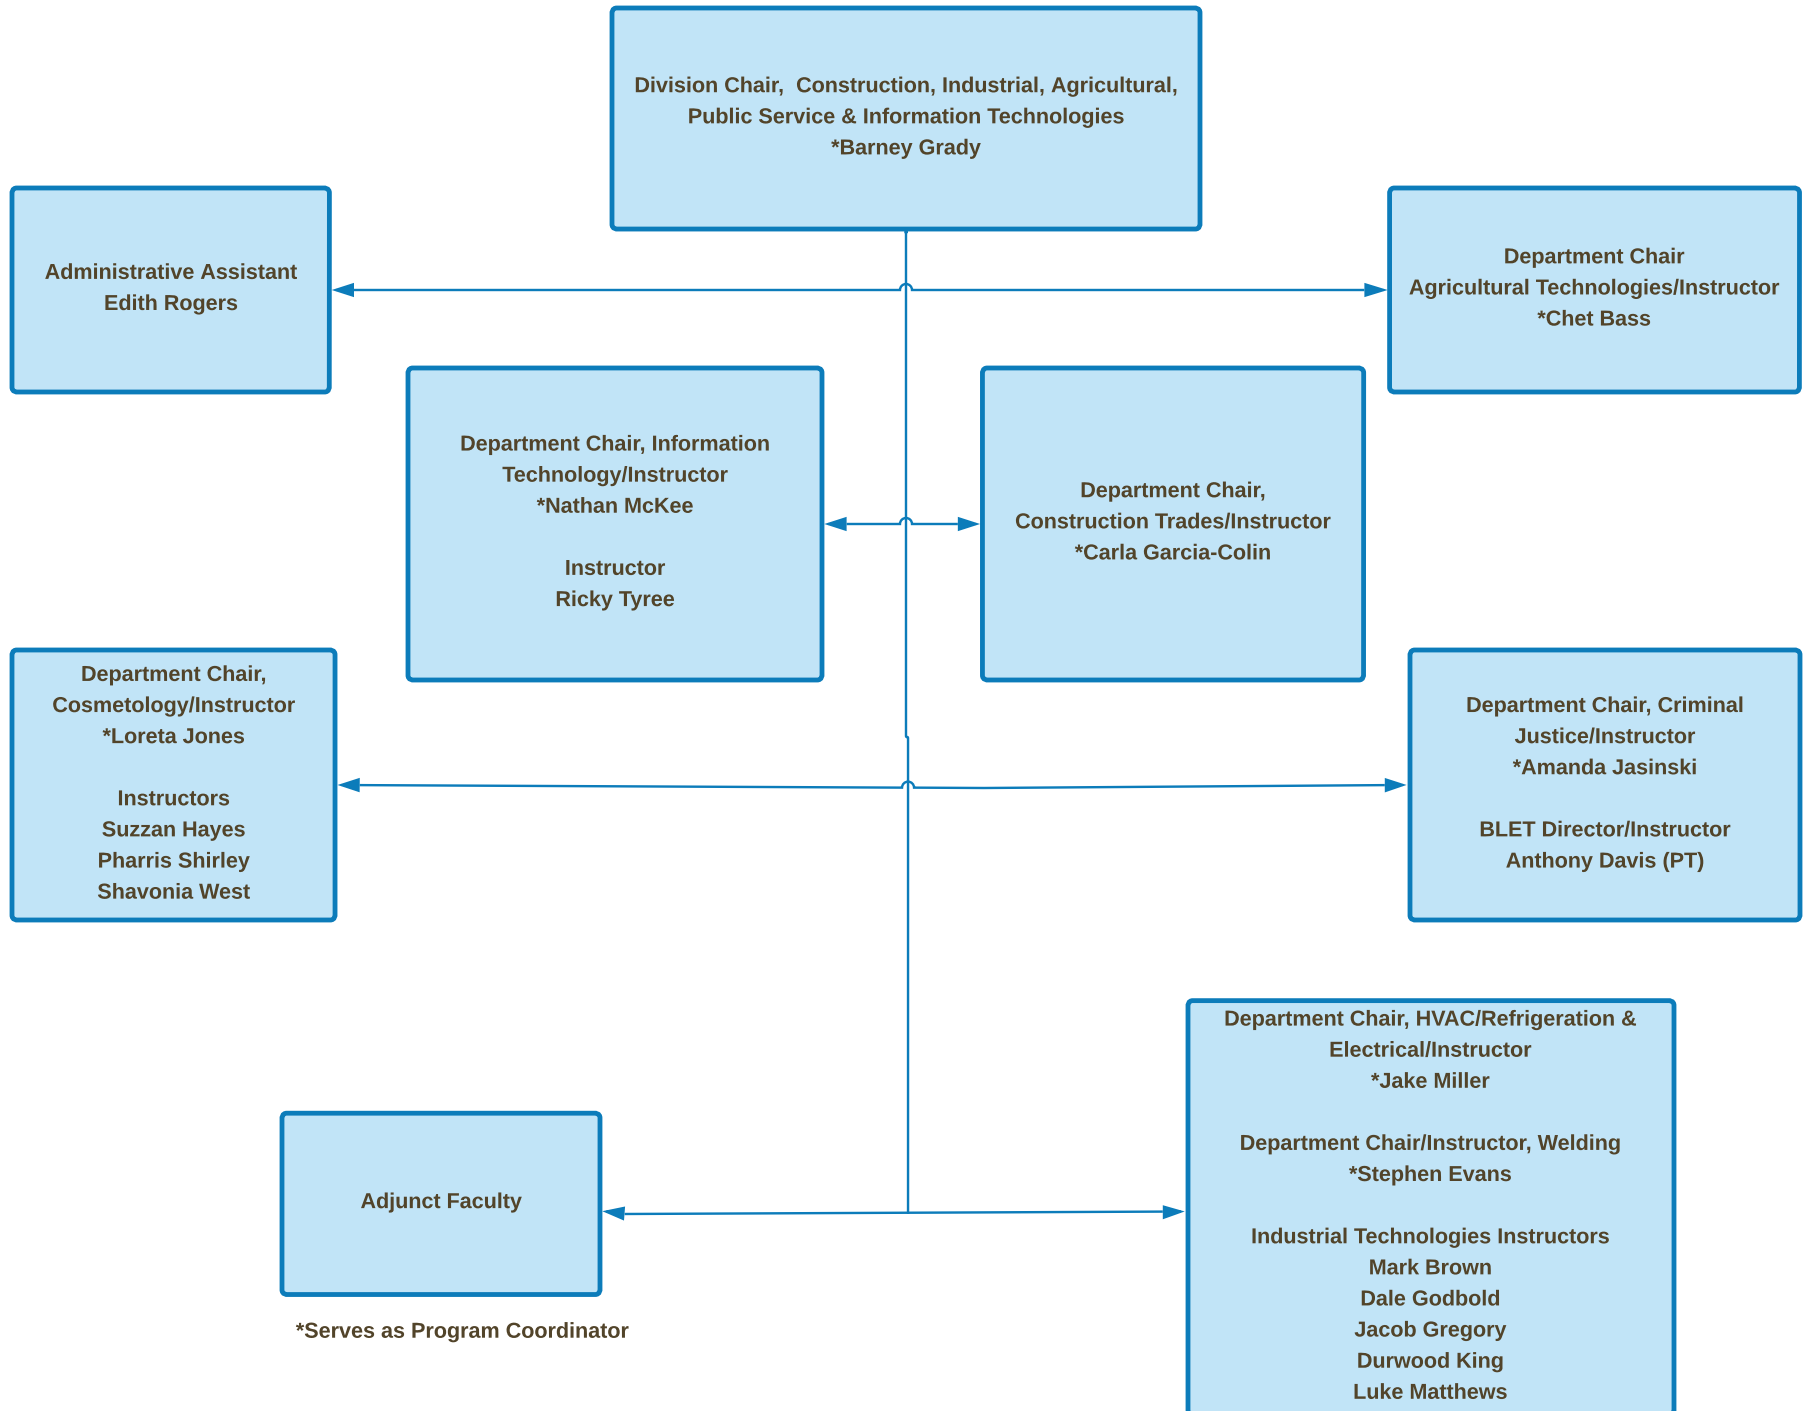 Division Chair,  Construction, Industrial, Agricultural,
Public Service & Information Technologies
*Barney Grady
Administrative Assistant
Edith Rogers
Department Chair
Agricultural Technologies/Instructor
*Chet Bass
Department Chair, Information
Technology/Instructor
*Nathan McKee
Instructor
Ricky Tyree
Department Chair,
Construction Trades/Instructor
*Carla Garcia-Colin
Department Chair,
Cosmetology/Instructor
*Loreta Jones
Instructors
Suzzan Hayes
Pharris Shirley
Shavonia West
Department Chair, Criminal
Justice/Instructor
*Amanda Jasinski
BLET Director/Instructor
Anthony Davis (PT)
Adjunct Faculty
*Serves as Program Coordinator
Department Chair, HVAC/Refrigeration &
Electrical/Instructor
*Jake Miller
Department Chair/Instructor, Welding
*Stephen Evans
Industrial Technologies Instructors
Mark Brown
Dale Godbold
Jacob Gregory
Durwood King
Luke Matthews